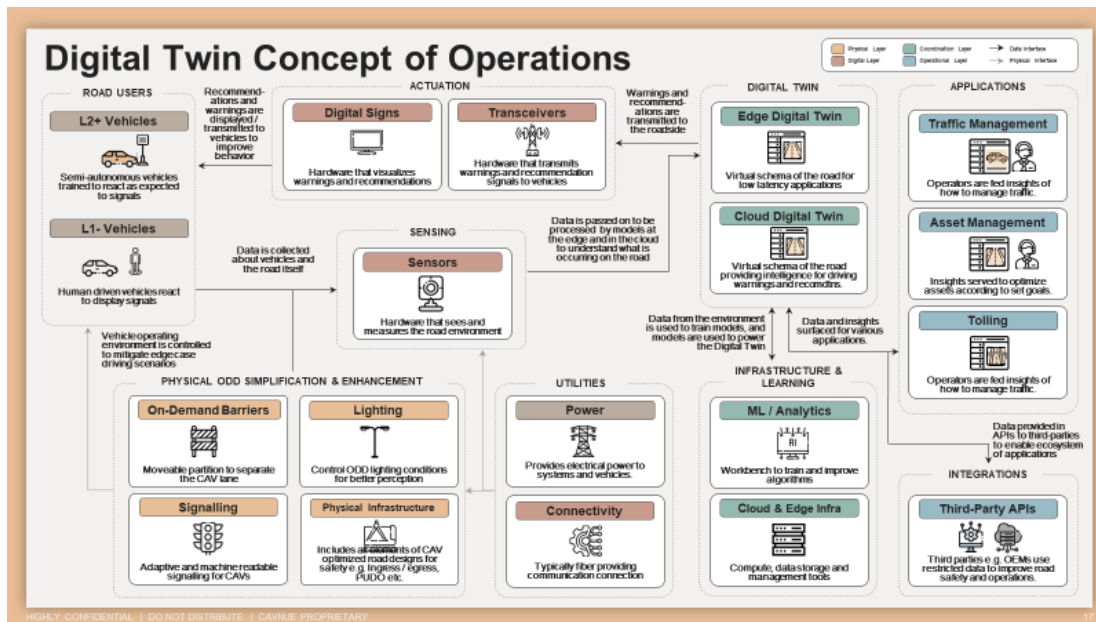 Digital Twin Concept of Operations
Physical Layer
Coordination Layer
Data Interface
Digital Layer
Operational Layer
Physical Interface
ROAD USERS
L2+ Vehicles
Semi-autonomous vehicles
trained to react as expected
to signals
L1- Vehicles
Human driven vehicles react
to display signals
Recommend-
ations and
warnings are
displayed /
transmitted to
vehicles to
improve
behavior
ACTUATION
Digital Signs
Hardware that visualizes
warnings and recommendations
Transceivers
Hardware that transmits
warnings and recommendation
signals to vehicles
Warnings and
recommend-
ations are
transmitted to
the roadside
DIGITAL TWIN
Edge Digital Twin
Virtual schema of the road for
low latency applications
Cloud Digital Twin
Virtual schema of the road
providing intelligence for driving
warnings and recomdtns.
APPLICATIONS
Traffic Management
Operators are fed insights of
how to manage traffic.
Asset Management
Insights served to optimize
assets according to set goals.
Tolling
Operators are fed insights of
how to manage traffic.
Data is collected
about vehicles and
the road itself
SENSING
Sensors
Hardware that sees and
measures the road environment
Data is passed on to be
processed by models at
the edge and in the cloud
to understand what is
occurring on the road
Vehicle operating
environment is controlled
to mitigate edge case
driving scenarios
Data from the environment
is used to train models, and
models are used to power
the Digital Twin
Data and insights
surfaced for various
applications.
PHYSICAL ODD SIMPLIFICATION & ENHANCEMENT
On-Demand Barriers
Moveable partition to separate
the CAV lane
Lighting
Control ODD lighting conditions
for better perception
Signalling
Adaptive and machine readable
signalling for CAVs
Physical Infrastructure
Includes all elements of CAV
optimized road designs for
safety e.g. Ingress / egress,
PUDO etc.
UTILITIES
Power
Provides electrical power to
systems and vehicles.
Connectivity
Typically fiber providing
communication connection
INFRASTRUCTURE &
LEARNING
ML / Analytics
RI
Workbench to train and improve
algorithms
Cloud & Edge Infra
Compute, data storage and
management tools
Data provided in
APIs to third-parties
to enable ecosystem
of applications
INTEGRATIONS
Third-Party APIs
Third parties e.g. OEMs use
restricted data to improve road
safety and operations.
HIGHLY CONFIDENTIAL | DO NOT DISTRIBUTE | CAVNUE PROPRIETARY
17